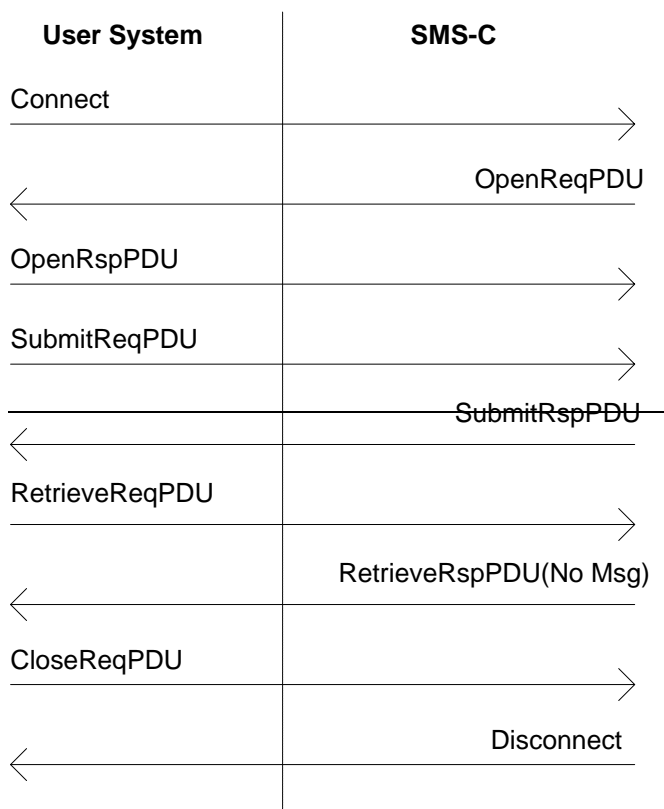 User System SMS-C
Connect
OpenReqPDU
OpenRspPDU
SubmitReqPDU
SubmitRspPDU
RetrieveReqPDU
RetrieveRspPDU(No Msg)
CloseReqPDU
Disconnect